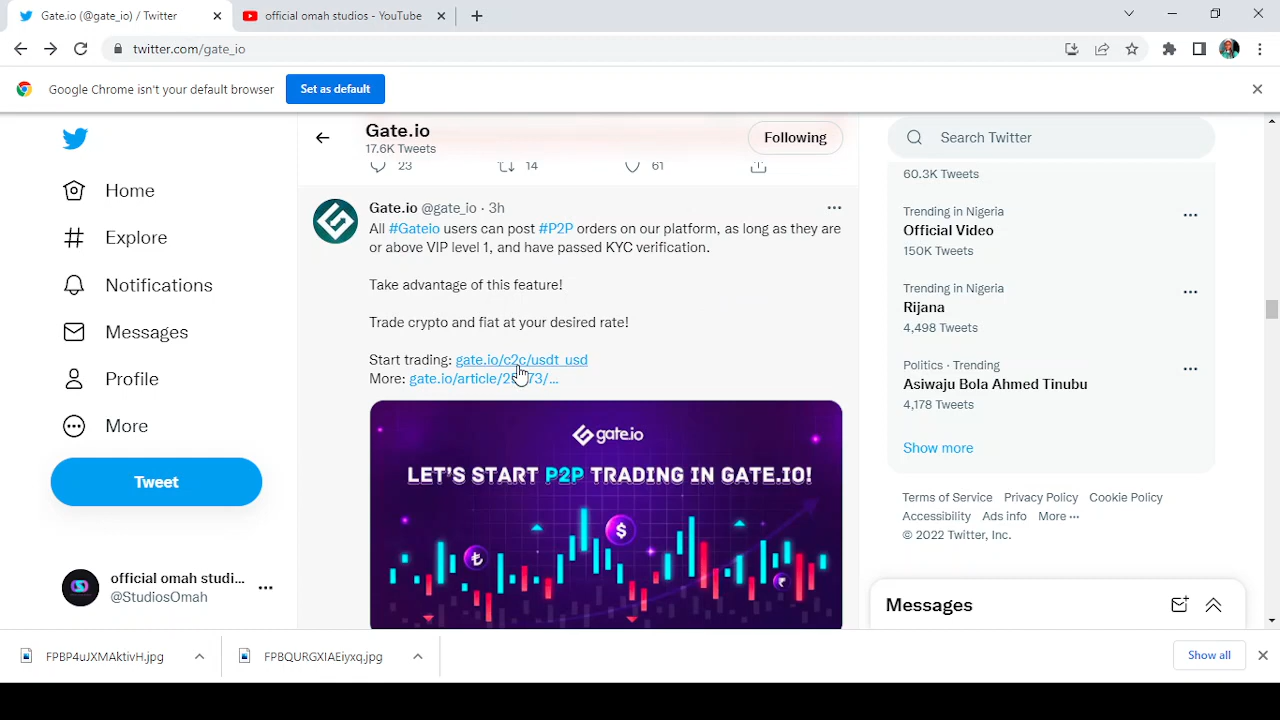 Gate.io (@gate_io) / Twitter
official omah studios - YouTube
twitter.com/gate_io
Google Chrome isn't your default browser
Set as default
Gate.io
17.6K Tweets
Following
Search Twitter
23
14
61
60.3K Tweets
Home
Explore
Notifications
Messages
Profile
More
Tweet
official omah studi...
@StudiosOmah
Gate.io @gate_io · 3h
All #Gateio users can post #P2P orders on our platform, as long as they are
or above VIP level 1, and have passed KYC verification.
Take advantage of this feature!
Trade crypto and fiat at your desired rate!
Start trading: gate.io/c2c/usdt_usd
More:
gate.io
LET'S START P2P TRADING IN GATE.IO!
Trending in Nigeria
Official Video
150K Tweets
Trending in Nigeria
Rijana
4,498 Tweets
Politics · Trending
Asiwaju Bola Ahmed Tinubu
4,178 Tweets
Show more
Terms of Service Privacy Policy Cookie Policy
Accessibility Ads info More ···
© 2022 Twitter, Inc.
Messages
FPBP4uJXMAktivH.jpg
FPBQURGXIAEiyxq.jpg
Show all